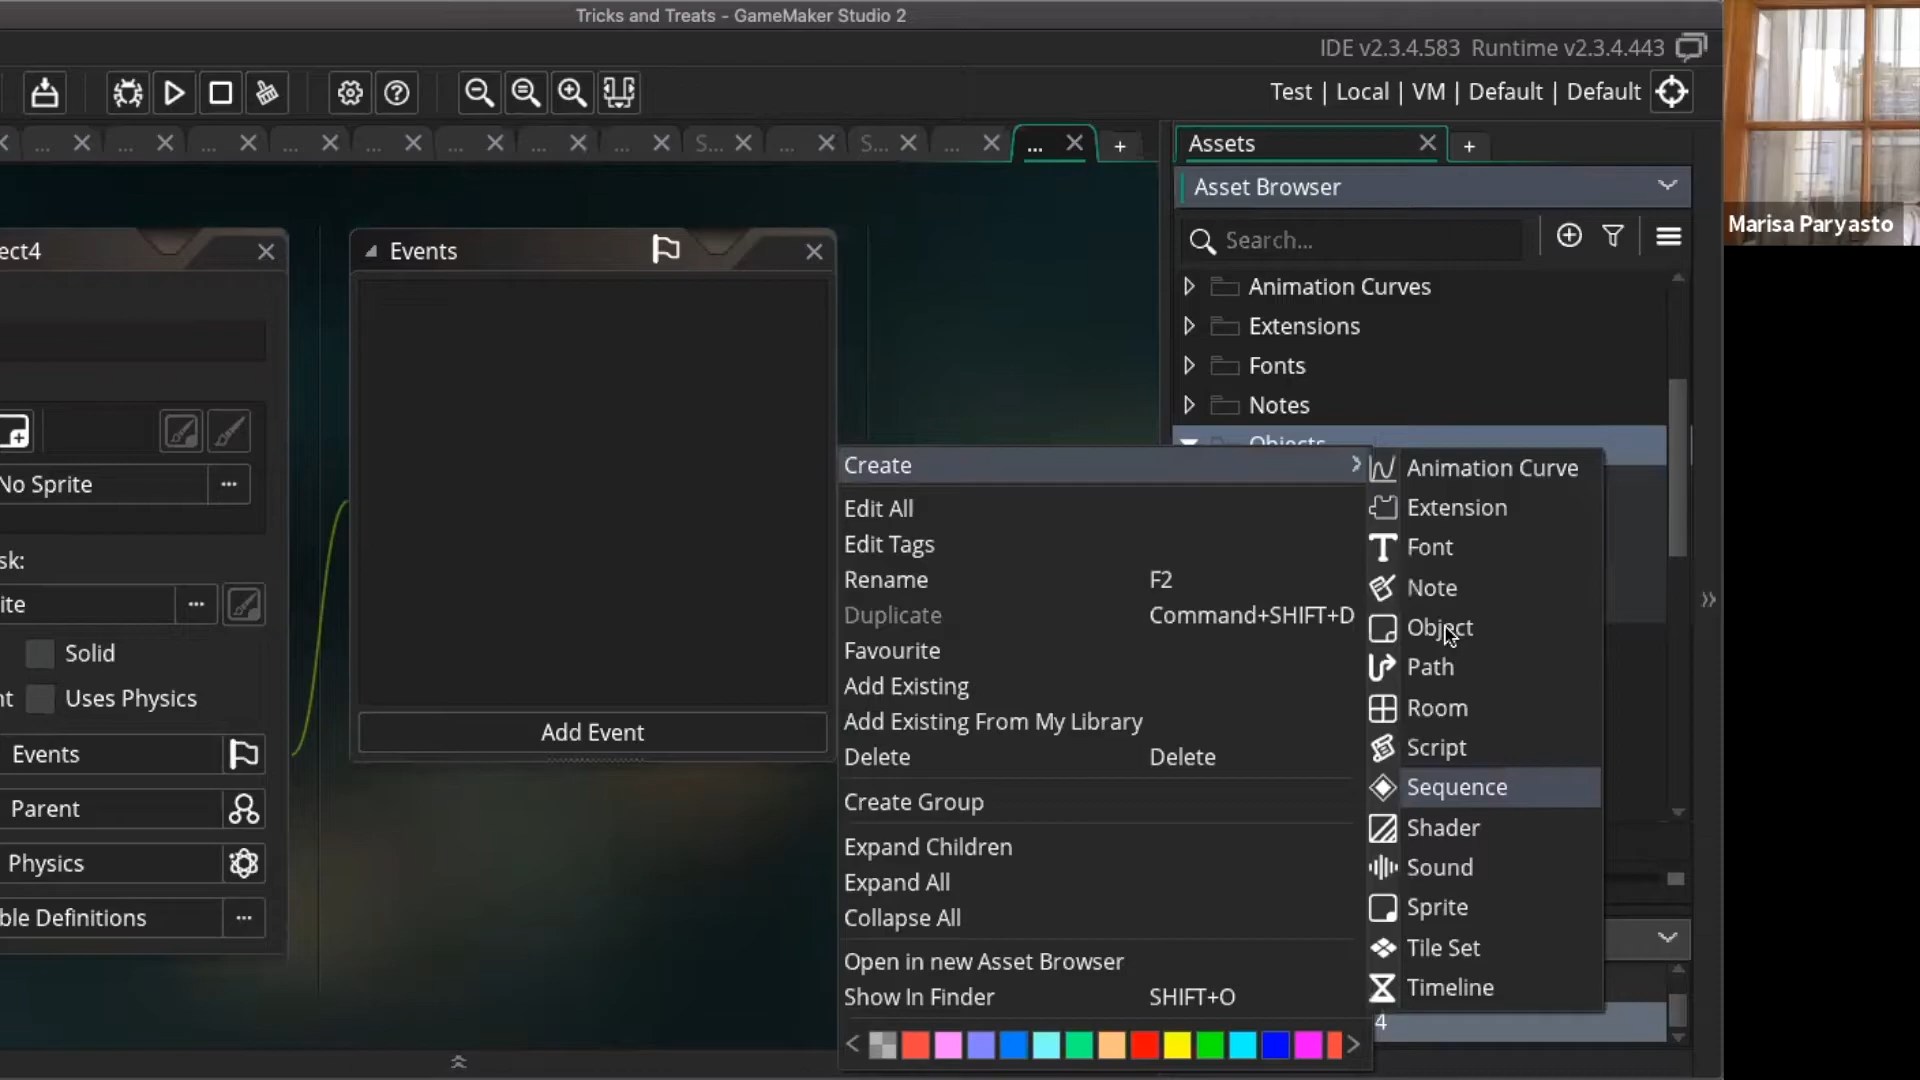 Tricks and Treats - GameMaker Studio 2
IDE v2.3.4.583 Runtime v2.3.4.443
Test | Local | VM | Default | Default
... ... ... ... ... ... ... ... S... ... S... ... ... +
Assets +
Asset Browser
Search...
Animation Curves
Extensions
Fonts
Notes
Objects
ect4
No Sprite ...
sk:
ite ...
Solid
nt Uses Physics
Events
Parent
Physics
ble Definitions ...
Events
Add Event
Create
Edit All
Edit Tags
Rename F2
Duplicate Command+SHIFT+D
Favourite
Add Existing
Add Existing From My Library
Delete Delete
Create Group
Expand Children
Expand All
Collapse All
Open in new Asset Browser
Show In Finder SHIFT+O
Animation Curve
Extension
Font
Note
Object
Path
Room
Script
Sequence
Shader
Sound
Sprite
Tile Set
Timeline
4
Marisa Paryasto